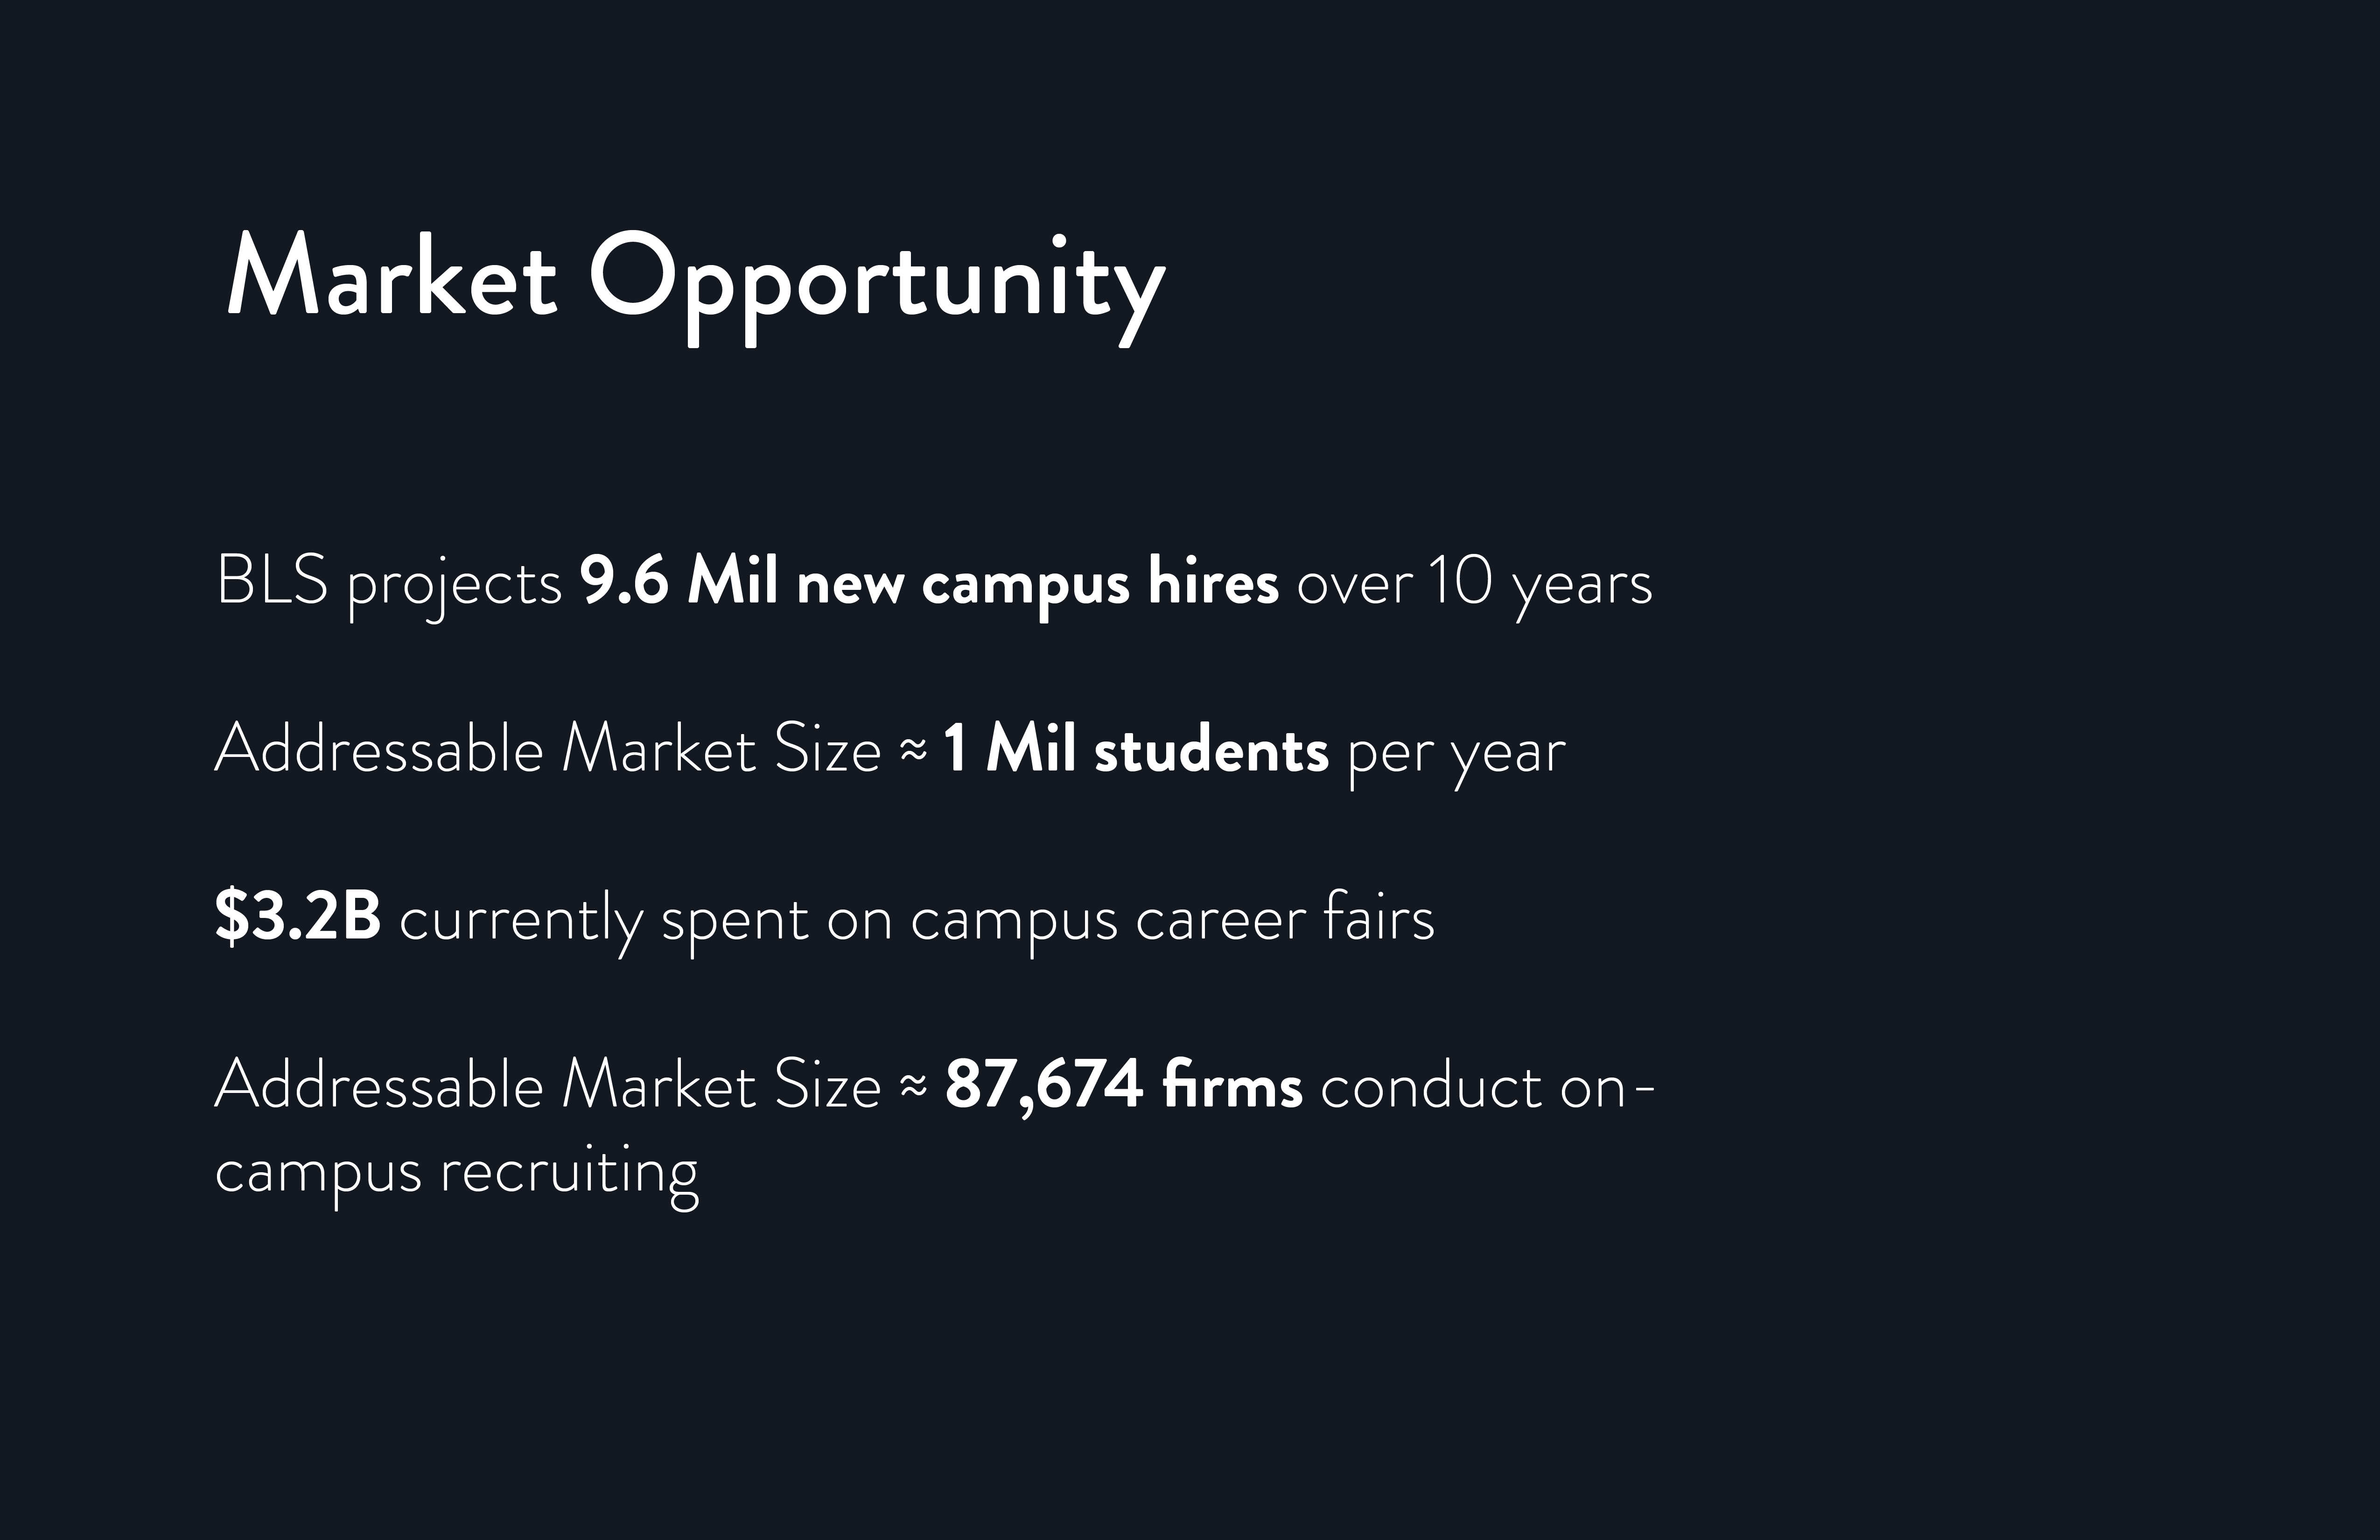 Market Opportunity
BLS projects 9.6 Mil new campus hires over 10 years
Addressable Market Size ≈ 1 Mil students per year
$3.2B currently spent on campus career fairs
Addressable Market Size ≈ 87,674 firms conduct on-
campus recruiting